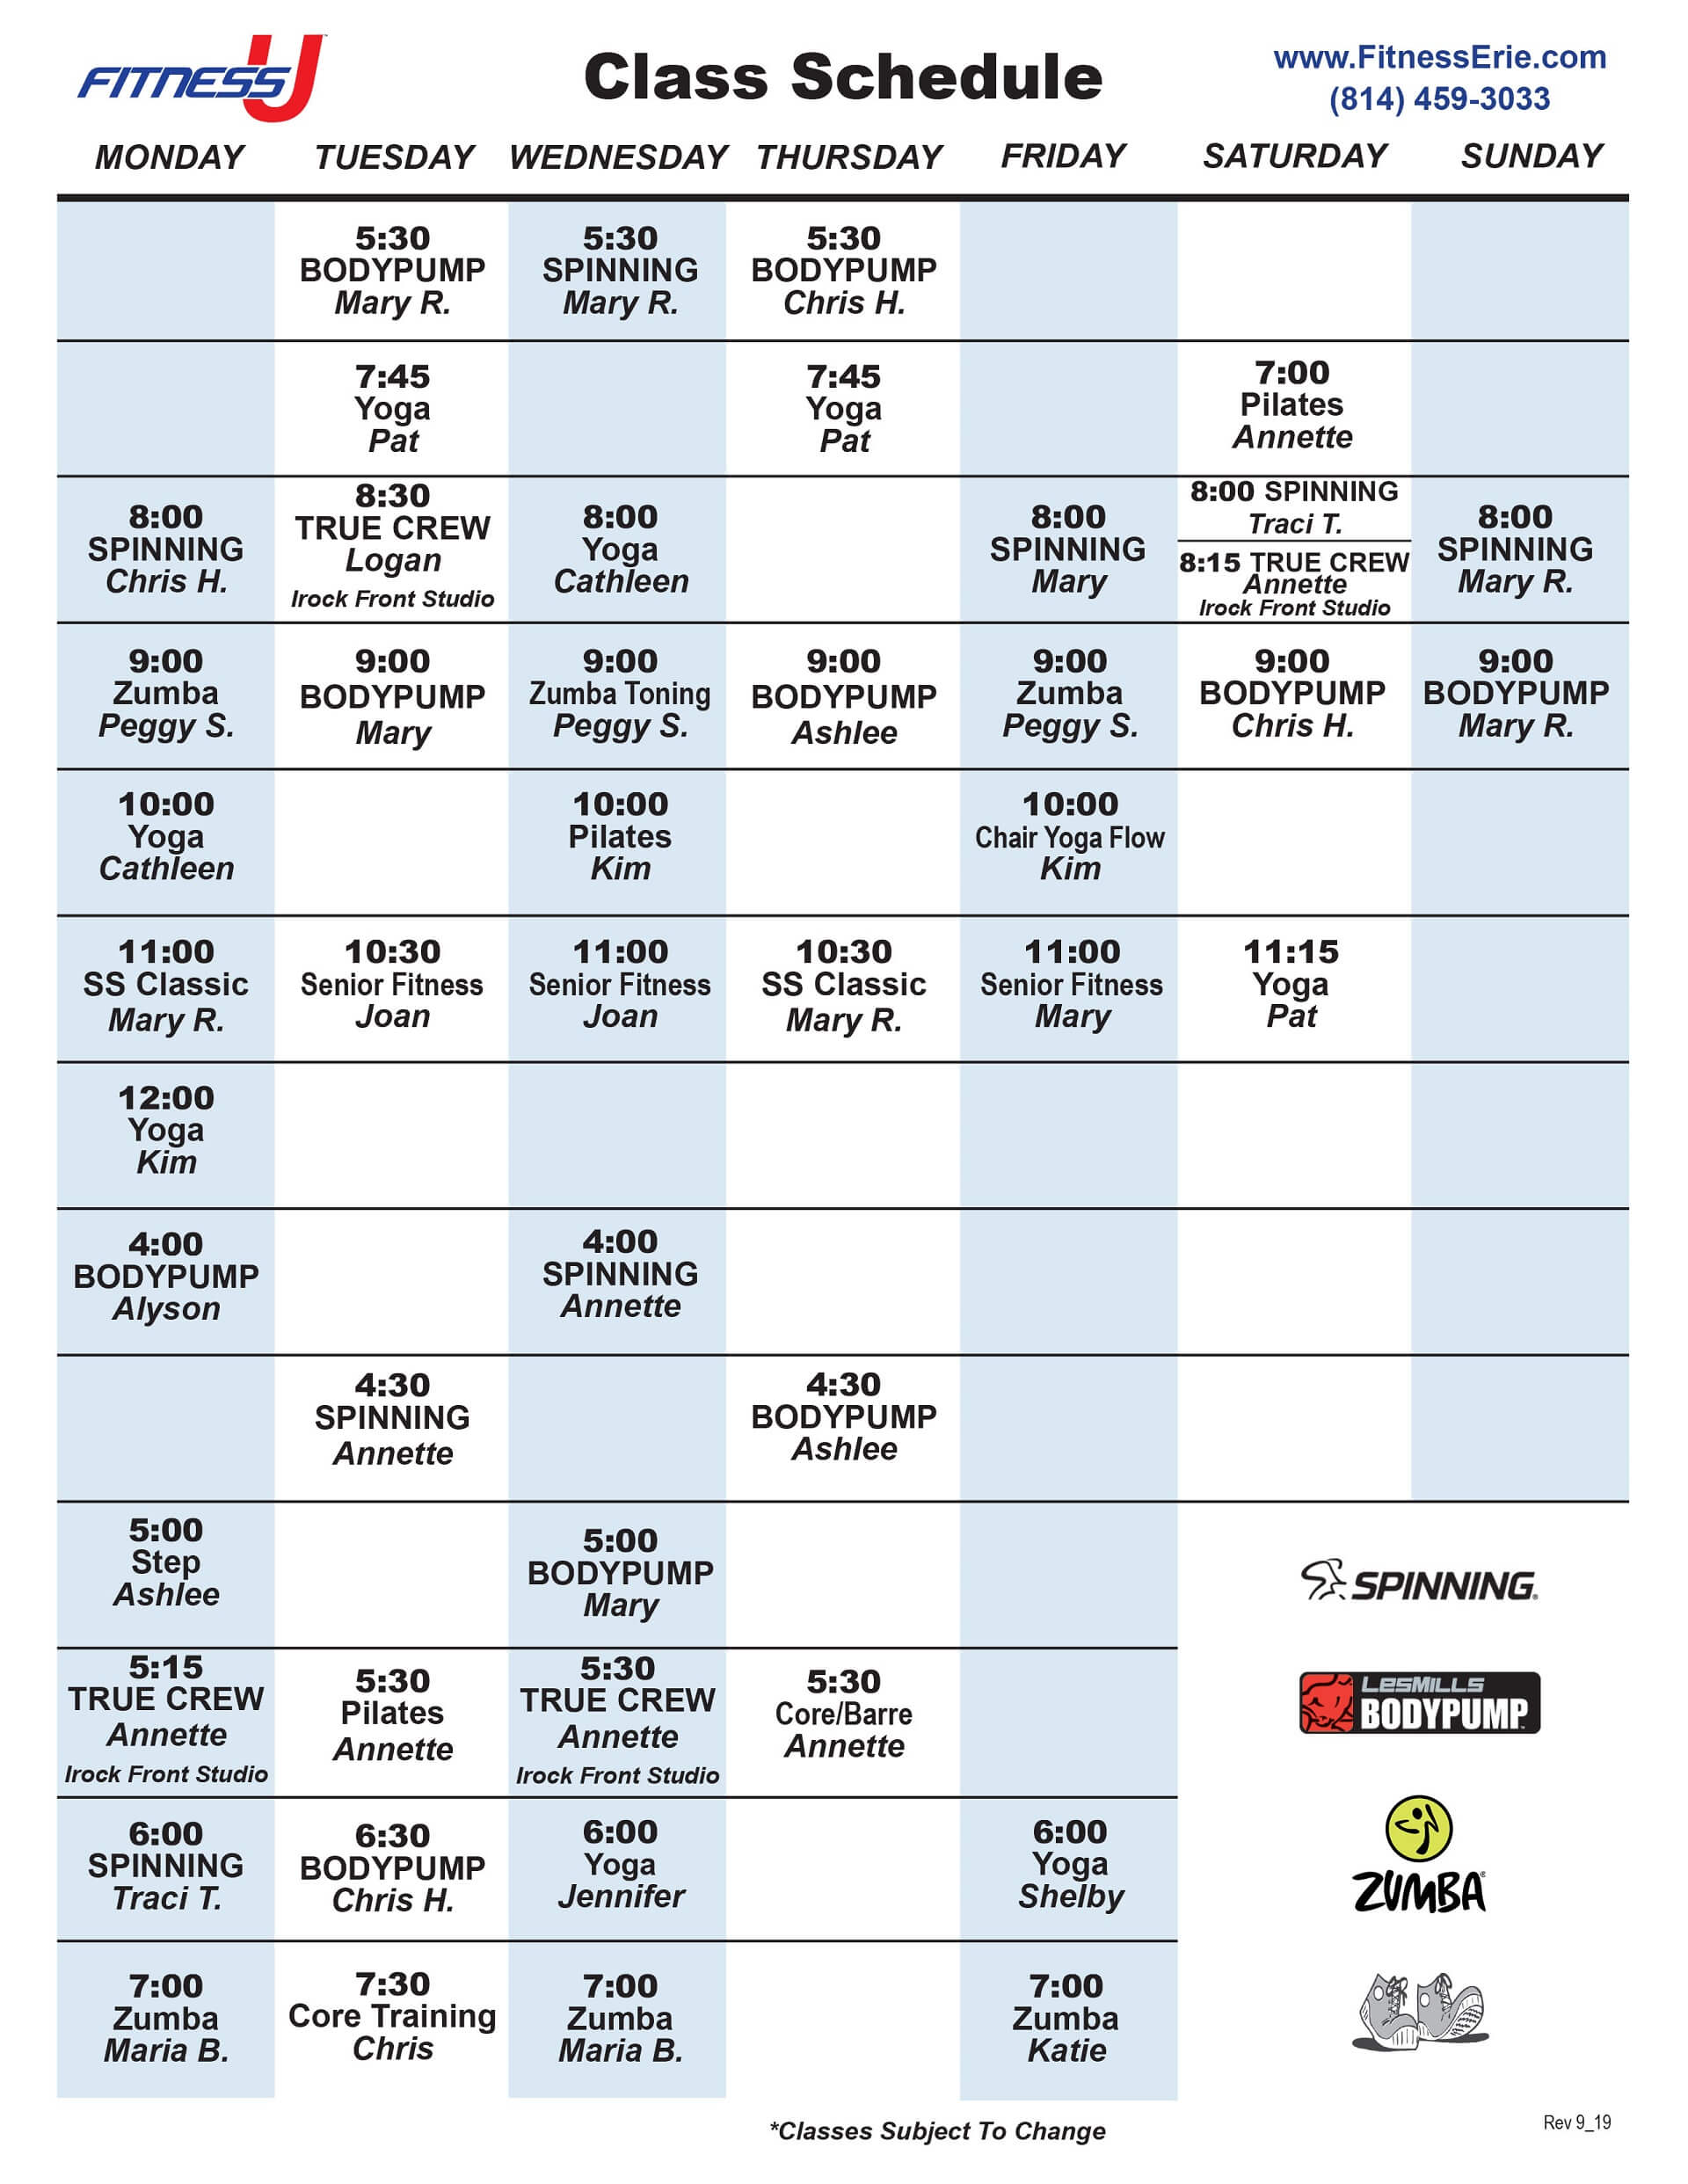 FITNESS U
Class Schedule
www.FitnessErie.com
(814) 459-3033
MONDAY TUESDAY WEDNESDAY THURSDAY FRIDAY SATURDAY SUNDAY
5:30
BODYPUMP
Mary R.
5:30
SPINNING
Mary R.
5:30
BODYPUMP
Chris H.
7:45
Yoga
Pat
7:45
Yoga
Pat
7:00
Pilates
Annette
8:00
SPINNING
Chris H.
8:30
TRUE CREW
Logan
Irock Front Studio
8:00
Yoga
Cathleen
8:00
SPINNING
Mary
8:00 SPINNING
Traci T.
8:15 TRUE CREW
Annette
Irock Front Studio
8:00
SPINNING
Mary R.
9:00
Zumba
Peggy S.
9:00
BODYPUMP
Mary
9:00
Zumba Toning
Peggy S.
9:00
BODYPUMP
Ashlee
9:00
Zumba
Peggy S.
9:00
BODYPUMP
Chris H.
9:00
BODYPUMP
Mary R.
10:00
Yoga
Cathleen
10:00
Pilates
Kim
10:00
Chair Yoga Flow
Kim
11:00
SS Classic
Mary R.
10:30
Senior Fitness
Joan
11:00
Senior Fitness
Joan
10:30
SS Classic
Mary R.
11:00
Senior Fitness
Mary
11:15
Yoga
Pat
12:00
Yoga
Kim
4:00
BODYPUMP
Alyson
4:00
SPINNING
Annette
4:30
SPINNING
Annette
4:30
BODYPUMP
Ashlee
5:00
Step
Ashlee
5:00
BODYPUMP
Mary
SPINNING®
5:15
TRUE CREW
Annette
Irock Front Studio
5:30
Pilates
Annette
5:30
TRUE CREW
Annette
Irock Front Studio
5:30
Core/Barre
Annette
LESMILLS
BODYPUMP
6:00
SPINNING
Traci T.
6:30
BODYPUMP
Chris H.
6:00
Yoga
Jennifer
6:00
Yoga
Shelby
ZUMBA®
7:00
Zumba
Maria B.
7:30
Core Training
Chris
7:00
Zumba
Maria B.
7:00
Zumba
Katie
*Classes Subject To Change
Rev 9_19